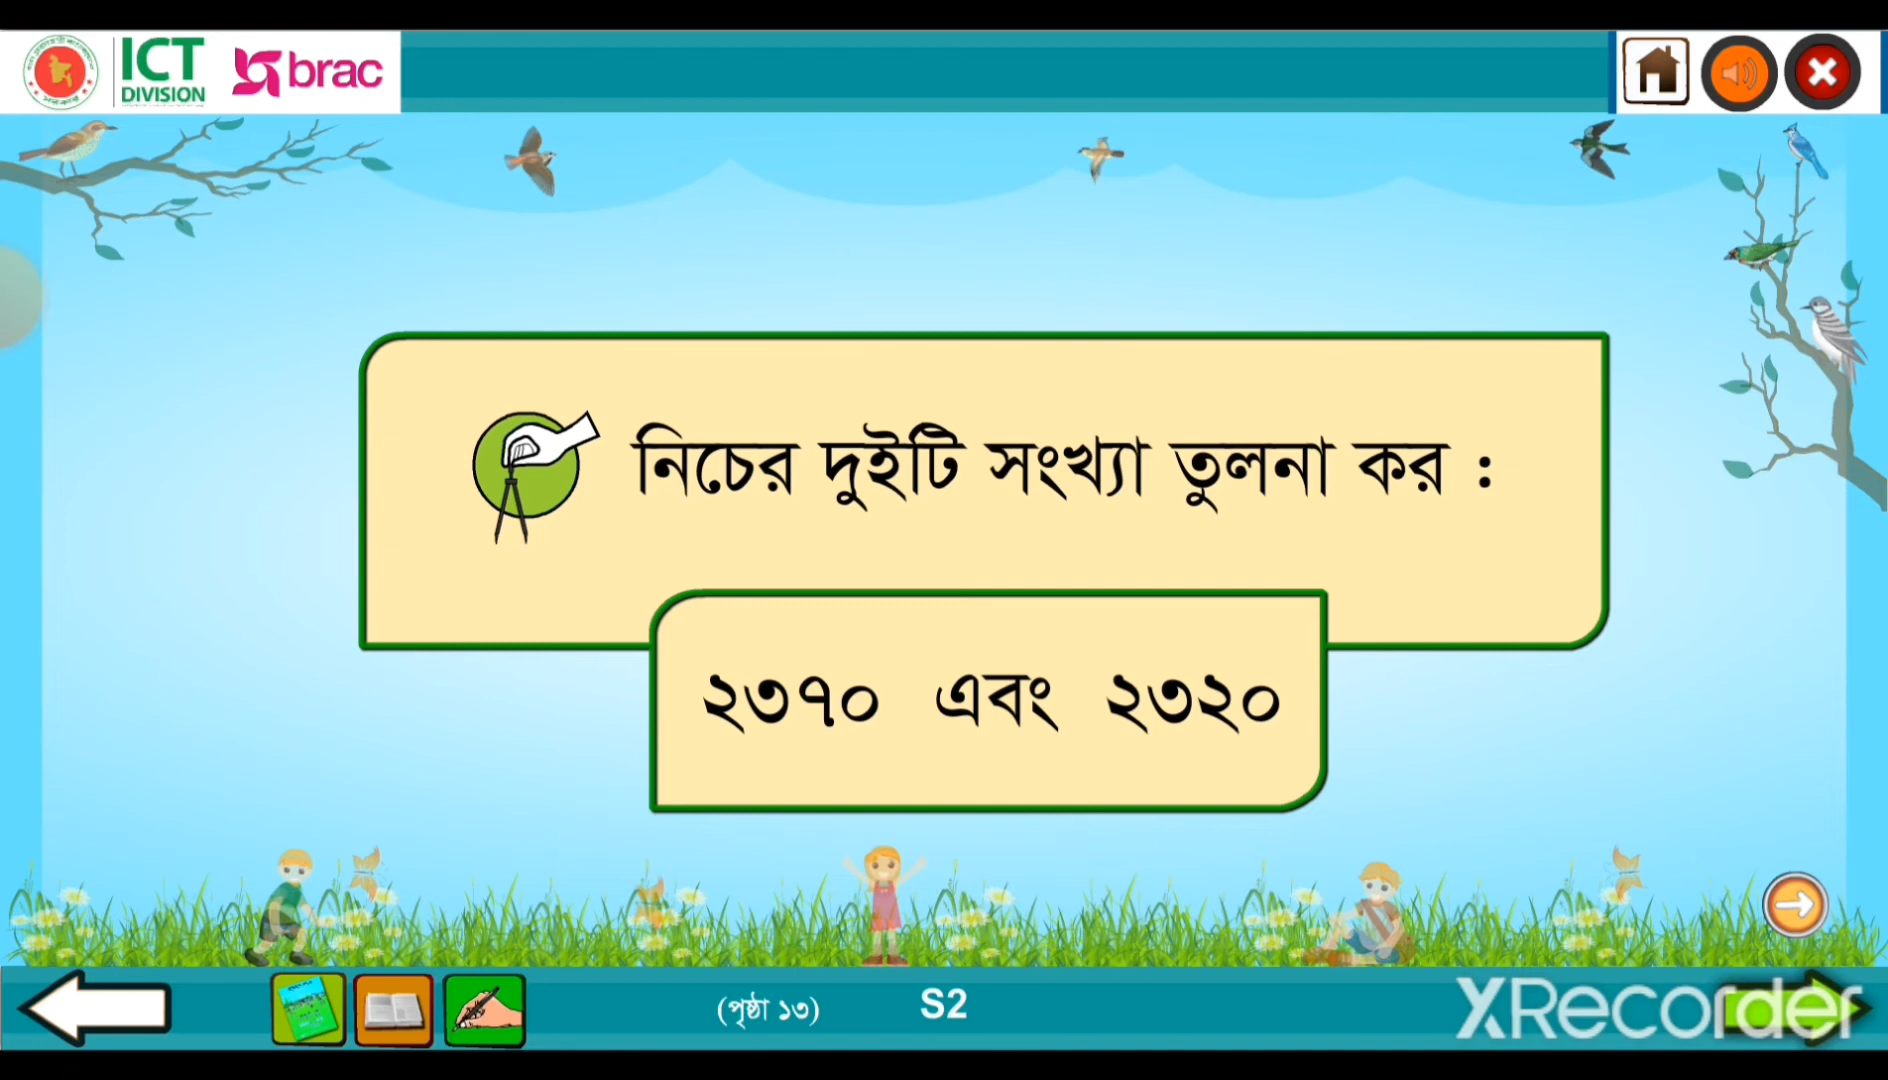 ICT
DIVISION
brac
নিচের দুইটি সংখ্যা তুলনা কর :
২৩৭০ এবং ২৩২০
(পৃষ্ঠা ১৩)
S2
XRecorder